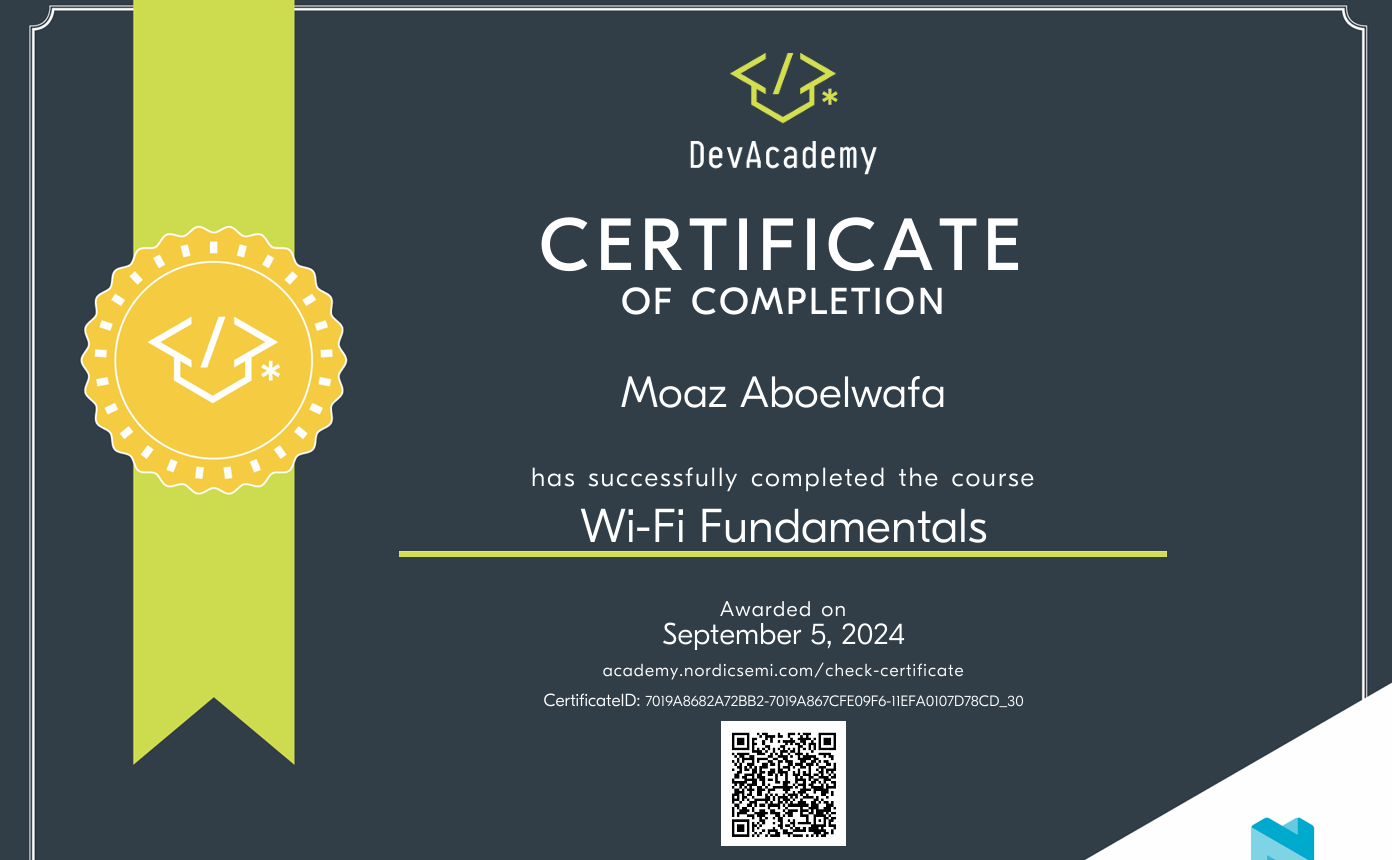 DevAcademy
CERTIFICATE
OF COMPLETION
Moaz Aboelwafa
has successfully completed the course
Wi-Fi Fundamentals
Awarded on
September 5, 2024
academy.nordicsemi.com/check-certificate
CertificateID: 7019A8682A72BB2-7019A867CFE09F6-11EFA0107D78CD_30